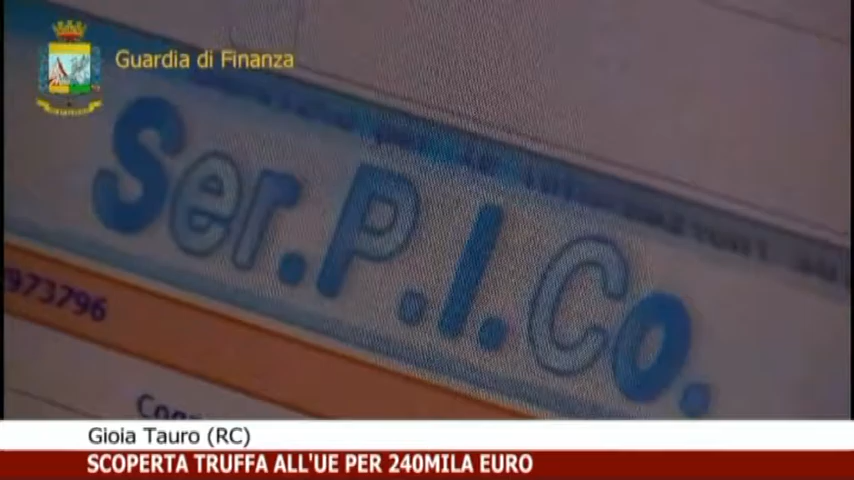 Guardia di Finanza
Ser.P.I.Co.
973796
Gioia Tauro (RC)
SCOPERTA TRUFFA ALL'UE PER 240MILA EURO